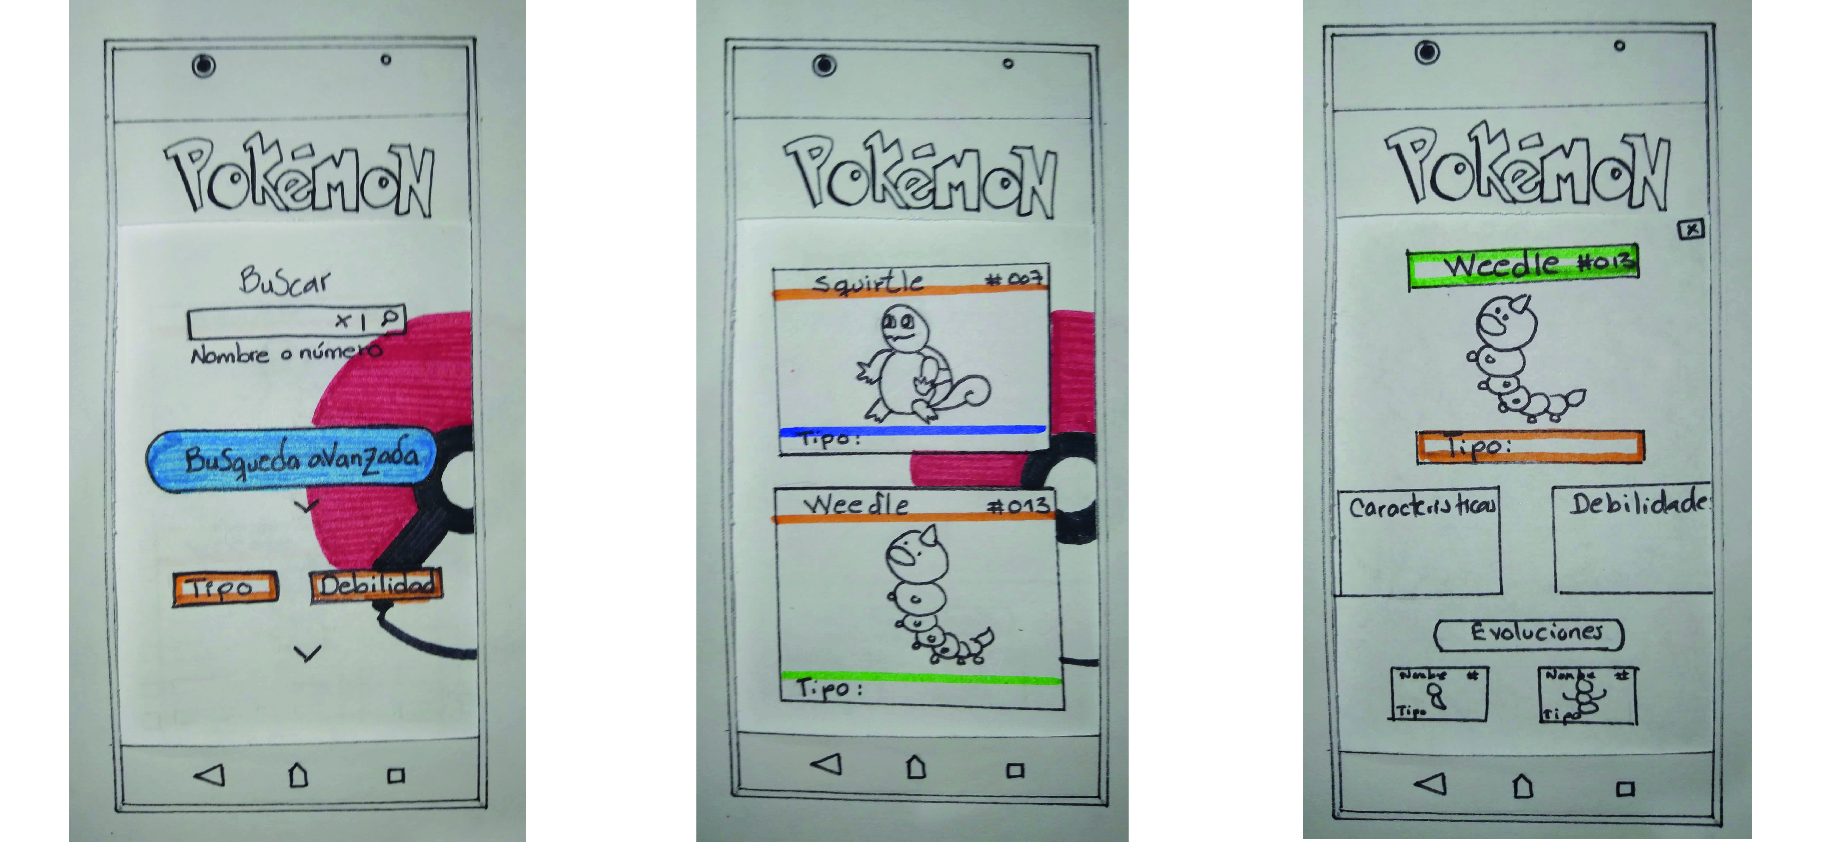 POKéMON
Buscar
x |
Nombre o número
Busqueda avanzada
Tipo
Debilidad
POKéMON
Squirtle #007
Tipo:
Weedle #013
Tipo:
POKéMON
x
Weedle #013
Tipo:
Caracteristicas
Debilidade
Evoluciones
Nombre #
Tipo
Nombre #
Tipo